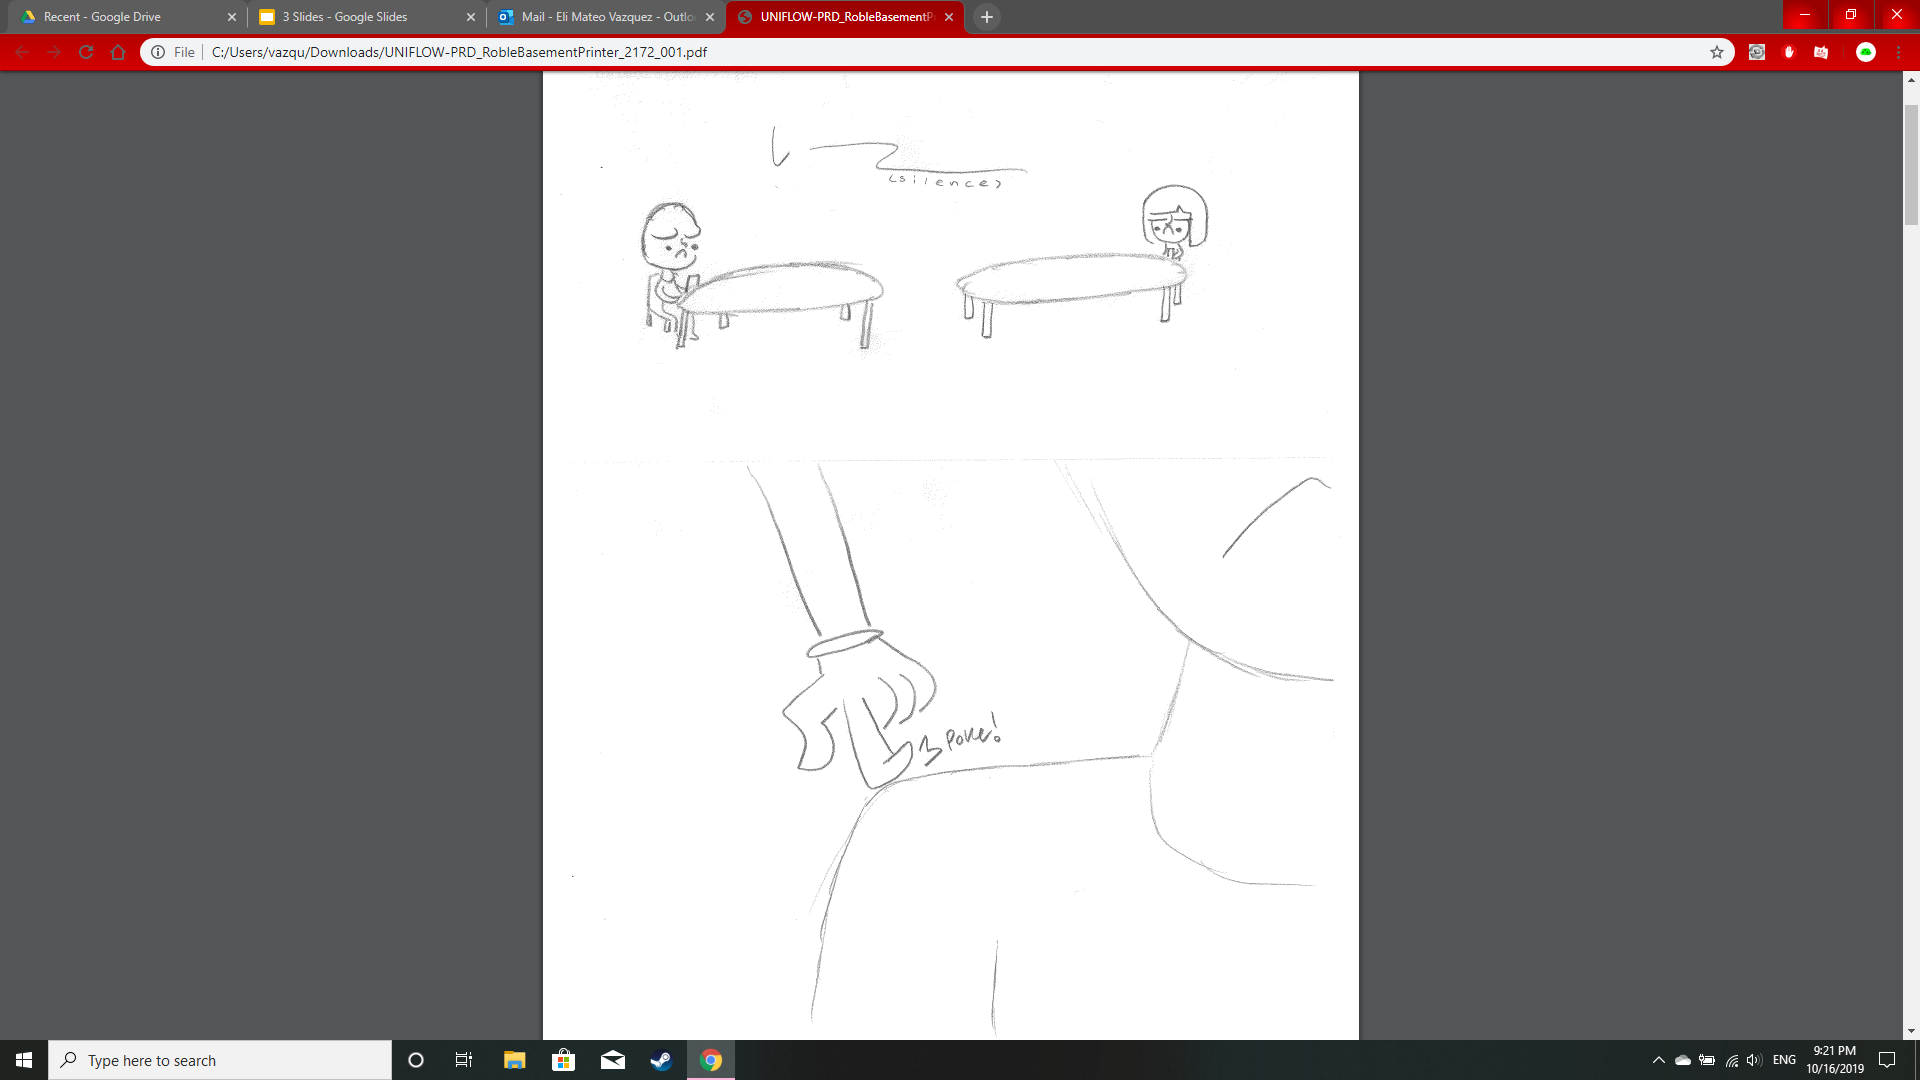 Recent - Google Drive
3 Slides - Google Slides
Mail - Eli Mateo Vazquez - Outlo
UNIFLOW-PRD_RobleBasementP
File
C:/Users/vazqu/Downloads/UNIFLOW-PRD_RobleBasementPrinter_2172_001.pdf
(silence)
Poke!
Type here to search
ENG
9:21 PM
10/16/2019